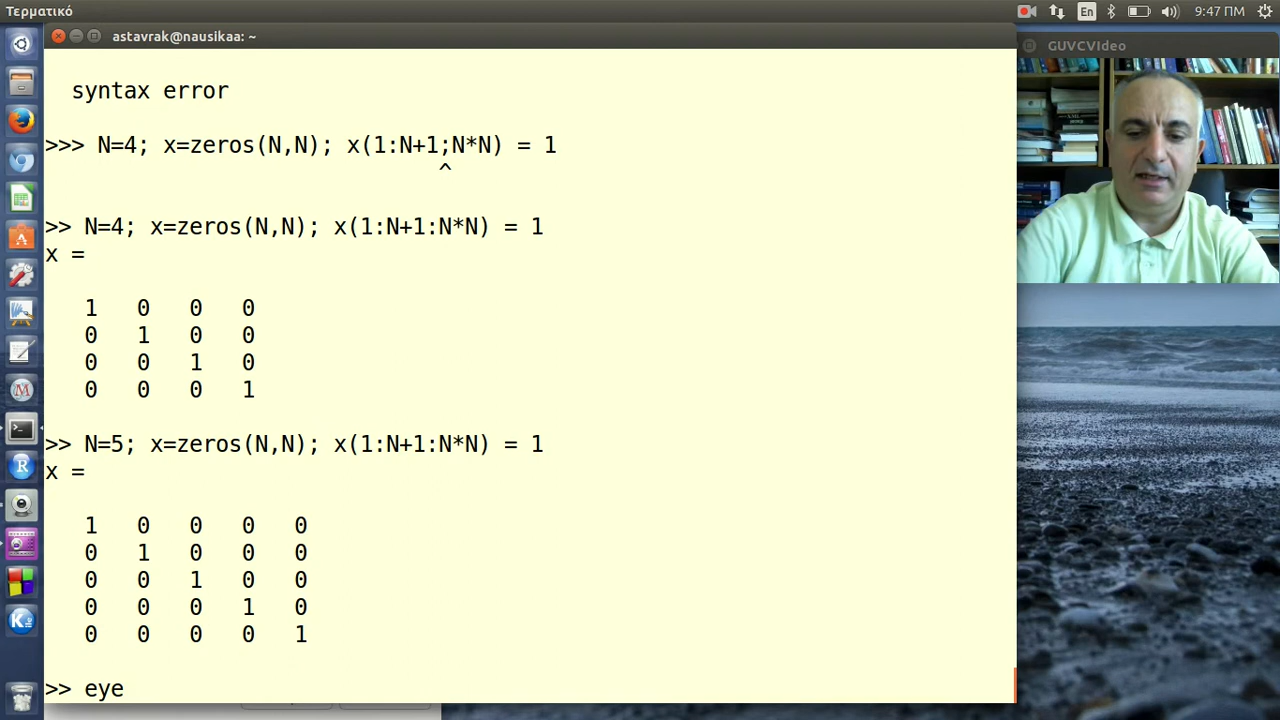 Τερματικό
En
9:47 ΠΜ
astavrak@nausikaa: ~
GUVCVIdeo
syntax error
>>> N=4; x=zeros(N,N); x(1:N+1;N*N) = 1
^
>> N=4; x=zeros(N,N); x(1:N+1:N*N) = 1
x =
1 0 0 0
0 1 0 0
0 0 1 0
0 0 0 1
>> N=5; x=zeros(N,N); x(1:N+1:N*N) = 1
x =
1 0 0 0 0
0 1 0 0 0
0 0 1 0 0
0 0 0 1 0
0 0 0 0 1
>> eye